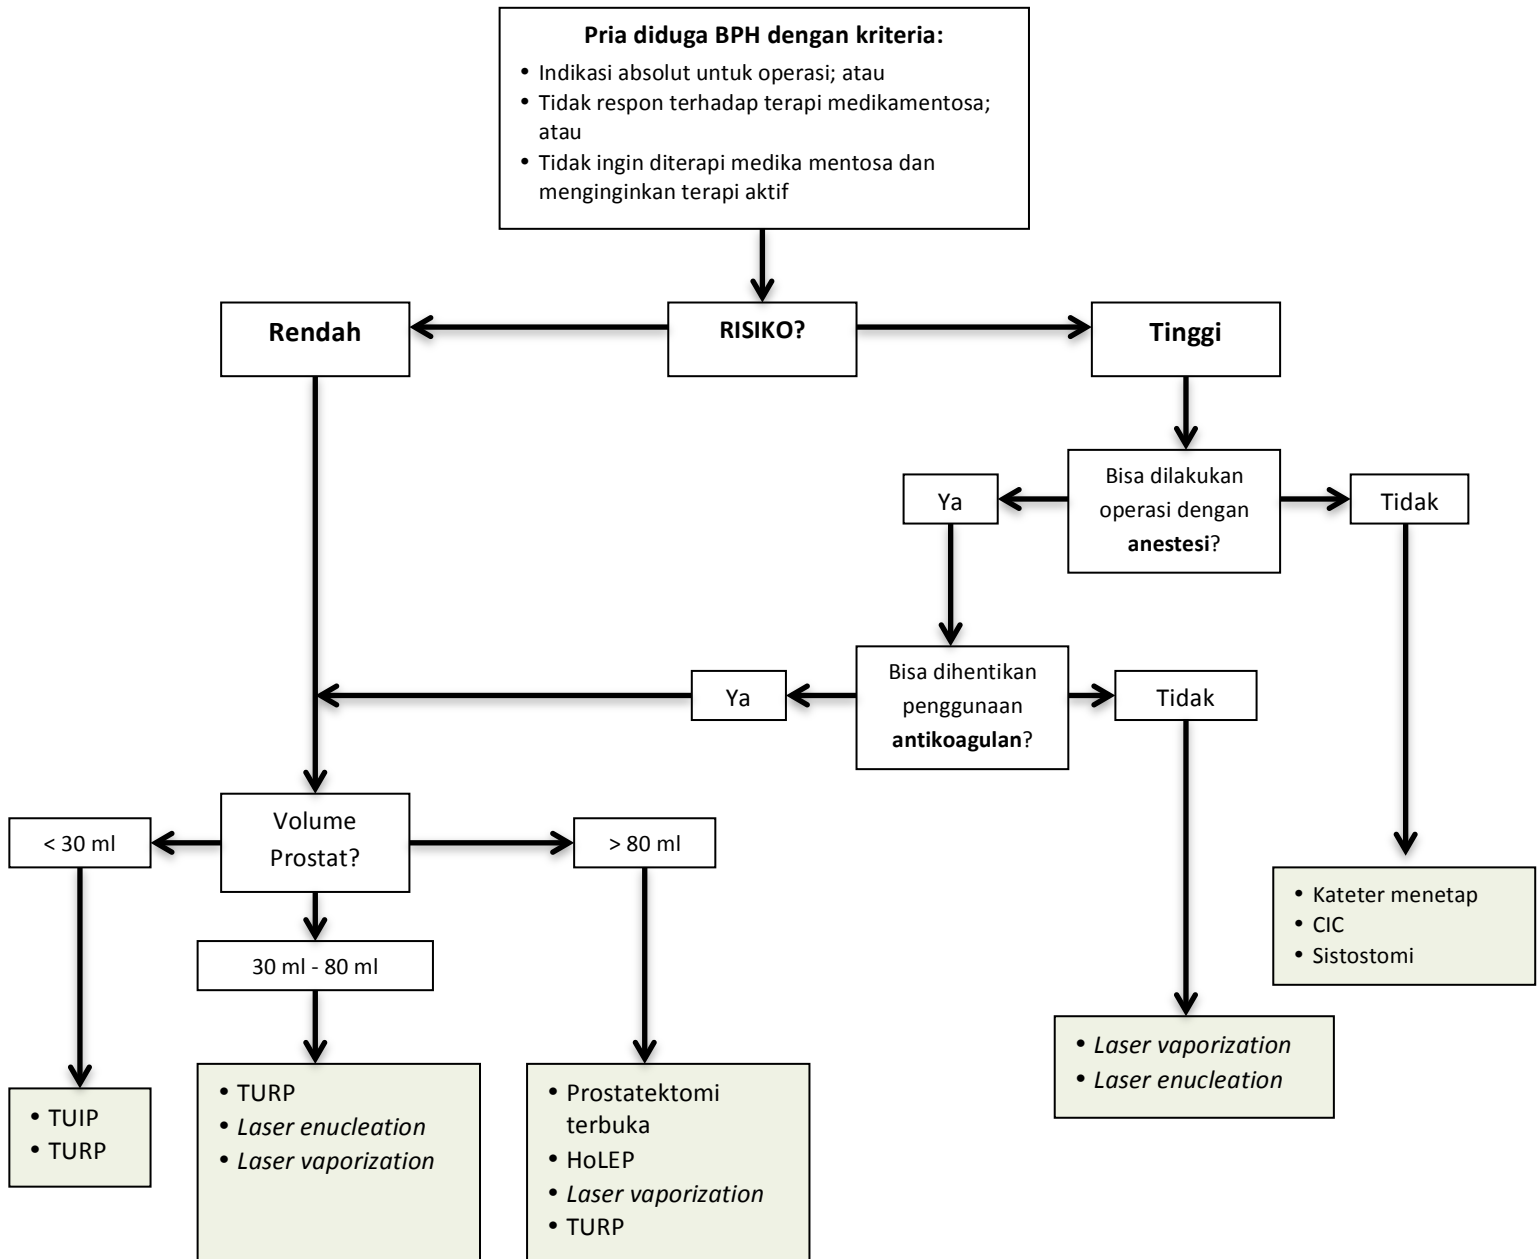 Pria diduga BPH dengan kriteria:
• Indikasi absolut untuk operasi; atau
• Tidak respon terhadap terapi medikamentosa;
atau
• Tidak ingin diterapi medika mentosa dan
menginginkan terapi aktif
Rendah
RISIKO?
Tinggi
Ya
Bisa dilakukan
operasi dengan
anestesi?
Tidak
Ya
Bisa dihentikan
penggunaan
antikoagulan?
Tidak
< 30 ml
Volume
Prostat?
> 80 ml
30 ml - 80 ml
• Kateter menetap
• CIC
• Sistostomi
• Laser vaporization
• Laser enucleation
• TUIP
• TURP
• TURP
• Laser enucleation
• Laser vaporization
• Prostatektomi
terbuka
• HoLEP
• Laser vaporization
• TURP